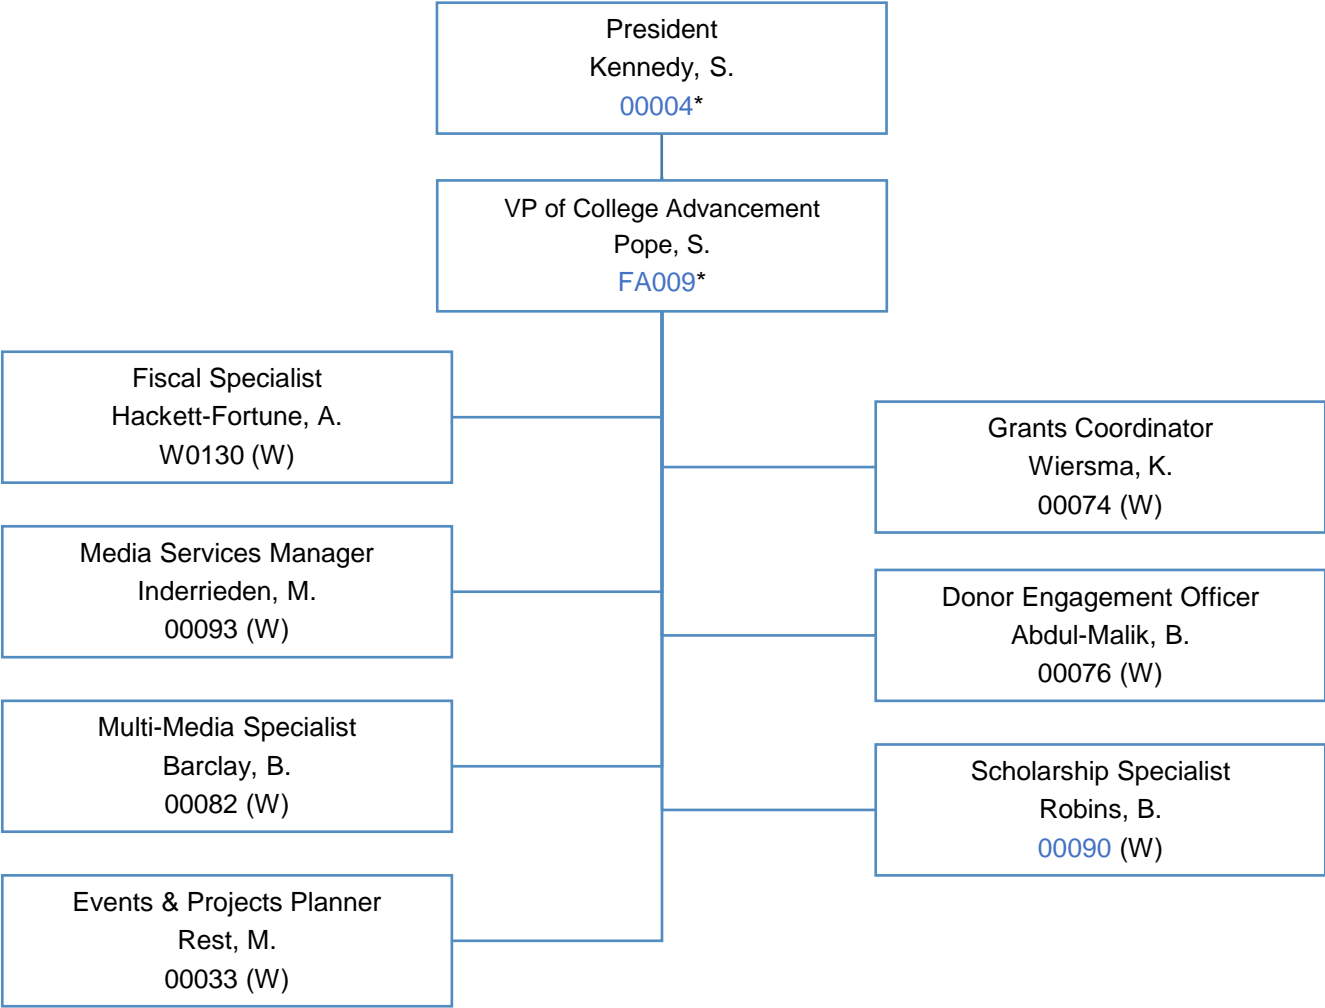 President
Kennedy, S.
00004*
VP of College Advancement
Pope, S.
FA009*
Fiscal Specialist
Hackett-Fortune, A.
W0130 (W)
Media Services Manager
Inderrieden, M.
00093 (W)
Multi-Media Specialist
Barclay, B.
00082 (W)
Events & Projects Planner
Rest, M.
00033 (W)
Grants Coordinator
Wiersma, K.
00074 (W)
Donor Engagement Officer
Abdul-Malik, B.
00076 (W)
Scholarship Specialist
Robins, B.
00090 (W)